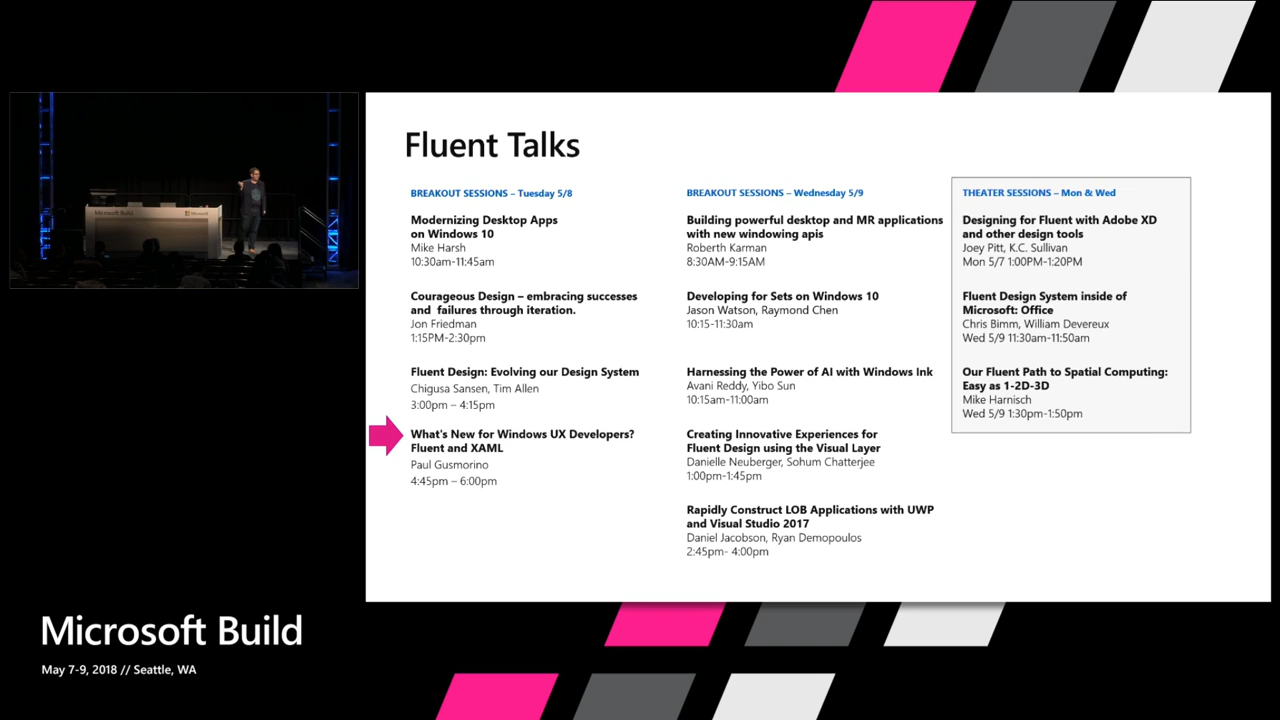 Microsoft Build
Microsoft
Fluent Talks
BREAKOUT SESSIONS – Tuesday 5/8
Modernizing Desktop Apps
on Windows 10
Mike Harsh
10:30am-11:45am
Courageous Design – embracing successes
and  failures through iteration.
Jon Friedman
1:15PM-2:30pm
Fluent Design: Evolving our Design System
Chigusa Sansen, Tim Allen
3:00pm – 4:15pm
What's New for Windows UX Developers?
Fluent and XAML
Paul Gusmorino
4:45pm – 6:00pm
BREAKOUT SESSIONS – Wednesday 5/9
Building powerful desktop and MR applications
with new windowing apis
Roberth Karman
8:30AM-9:15AM
Developing for Sets on Windows 10
Jason Watson, Raymond Chen
10:15-11:30am
Harnessing the Power of AI with Windows Ink
Avani Reddy, Yibo Sun
10:15am-11:00am
Creating Innovative Experiences for
Fluent Design using the Visual Layer
Danielle Neuberger, Sohum Chatterjee
1:00pm-1:45pm
Rapidly Construct LOB Applications with UWP
and Visual Studio 2017
Daniel Jacobson, Ryan Demopoulos
2:45pm- 4:00pm
THEATER SESSIONS – Mon & Wed
Designing for Fluent with Adobe XD
and other design tools
Joey Pitt, K.C. Sullivan
Mon 5/7 1:00PM-1:20PM
Fluent Design System inside of
Microsoft: Office
Chris Bimm, William Devereux
Wed 5/9 11:30am-11:50am
Our Fluent Path to Spatial Computing:
Easy as 1-2D-3D
Mike Harnisch
Wed 5/9 1:30pm-1:50pm
Microsoft Build
May 7-9, 2018 // Seattle, WA